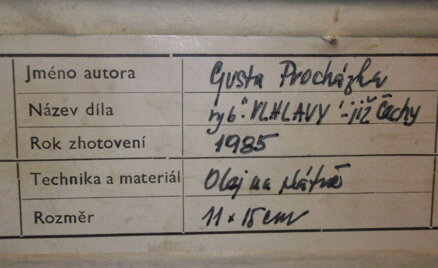 Jméno autora Gusta Procházka
Název díla ryb. "VLHLAVY" - již. Čechy
Rok zhotovení 1985
Technika a materiál Olej na plátně
Rozměr 11 × 15 cm